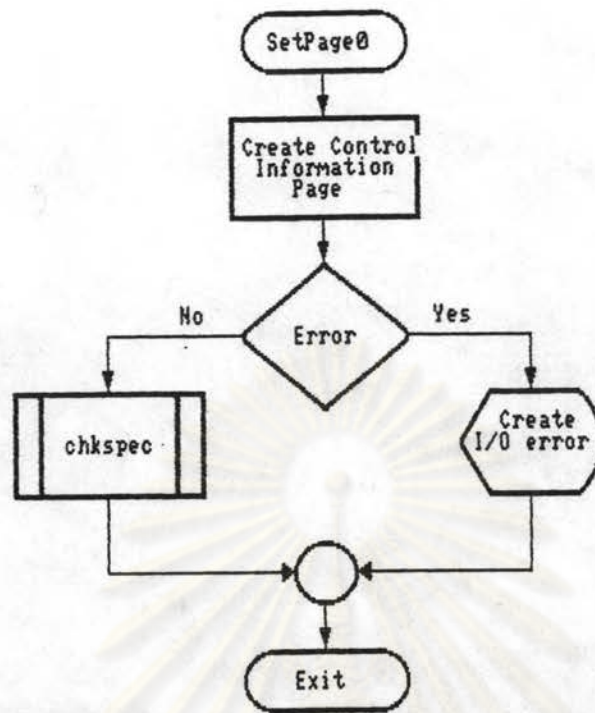 SetPage0
Create Control
Information
Page
Error
No
Yes
chkspec
Create
I/O error
Exit